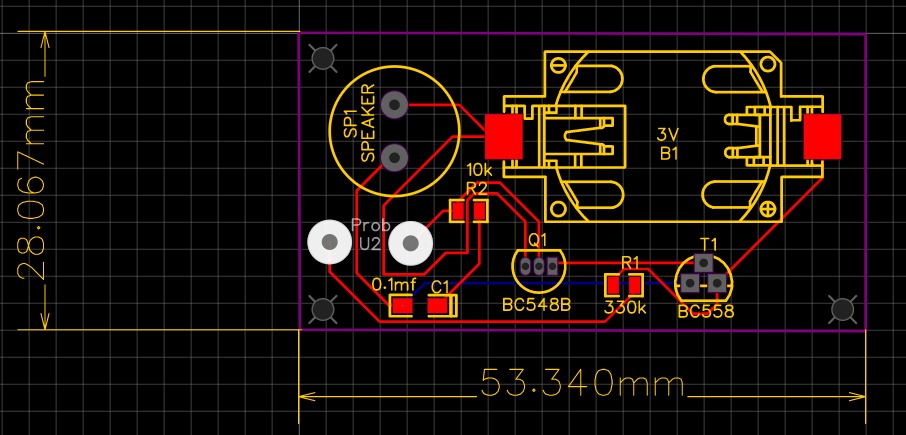 28.067mm
SP1
SPEAKER
3V
B1
10k
R2
Prob
U2
Q1
T1
R1
0.1mf
C1
BC548B
330k
BC558
53.340mm